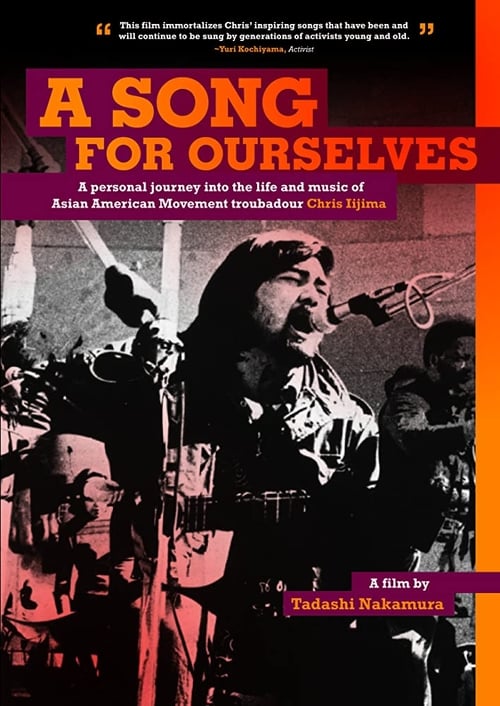 “ This film immortalizes Chris’ inspiring songs that have been and ”
will continue to be sung by generations of activists young and old.
~Yuri Kochiyama, Activist
A SONG
FOR OURSELVES
A personal journey into the life and music of
Asian American Movement troubadour Chris Iijima
A film by
Tadashi Nakamura